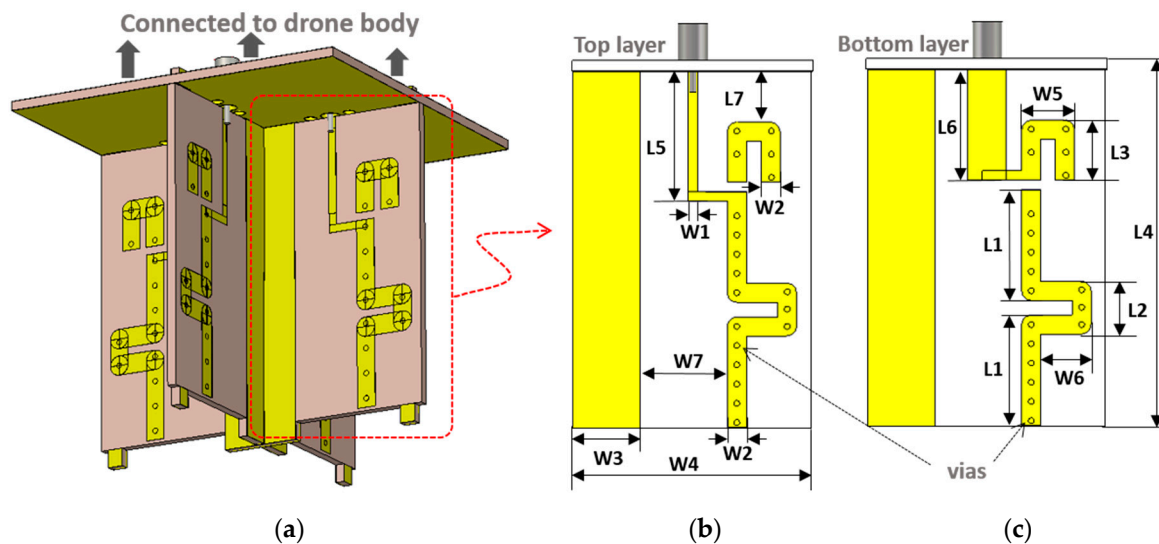 Connected to drone body
Top layer
Bottom layer
L7
W5
L5
L6
L3
W2
W1
L1
L4
L2
W7
L1
W6
W2
W3
W4
vias
(a)
(b)
(c)